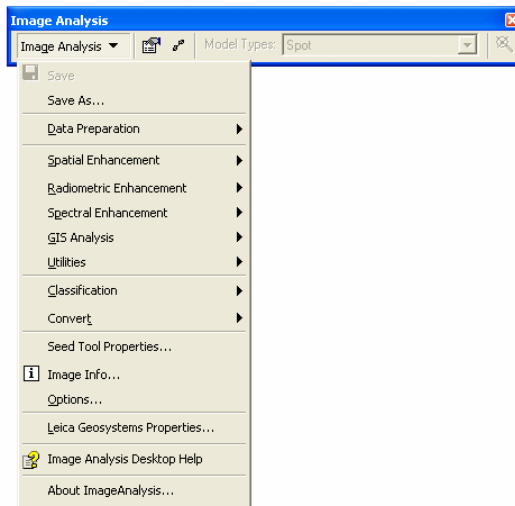 Image Analysis
Image Analysis Model Types: Spot
Save
Save As...
Data Preparation
Spatial Enhancement
Radiometric Enhancement
Spectral Enhancement
GIS Analysis
Utilities
Classification
Convert
Seed Tool Properties...
Image Info...
Options...
Leica Geosystems Properties...
Image Analysis Desktop Help
About ImageAnalysis...